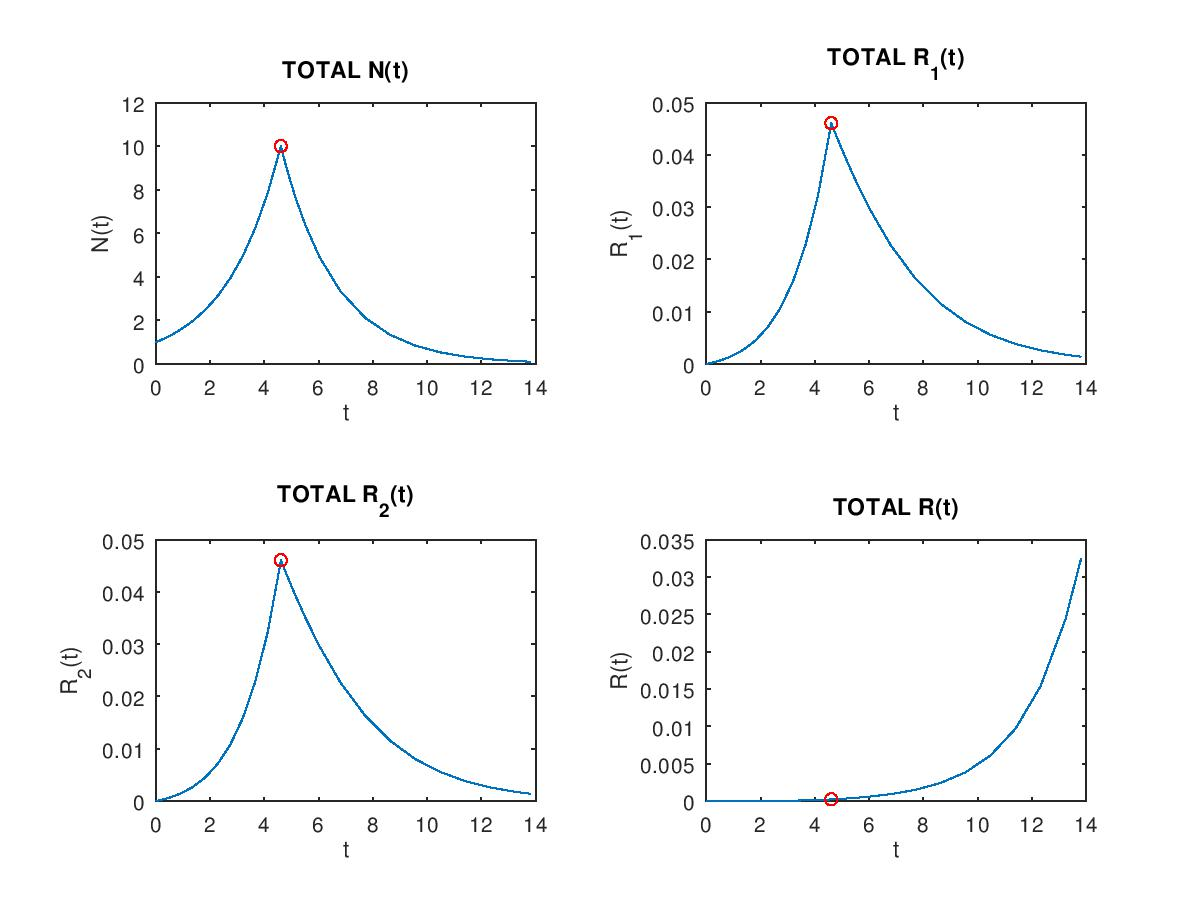 TOTAL N(t)
12
10
8
6
4
2
0
N(t)
0 2 4 6 8 10 12 14
t
TOTAL R1(t)
0.05
0.04
0.03
0.02
0.01
0
R1(t)
0 2 4 6 8 10 12 14
t
TOTAL R2(t)
0.05
0.04
0.03
0.02
0.01
0
R2(t)
0 2 4 6 8 10 12 14
t
TOTAL R(t)
0.035
0.03
0.025
0.02
0.015
0.01
0.005
0
R(t)
0 2 4 6 8 10 12 14
t